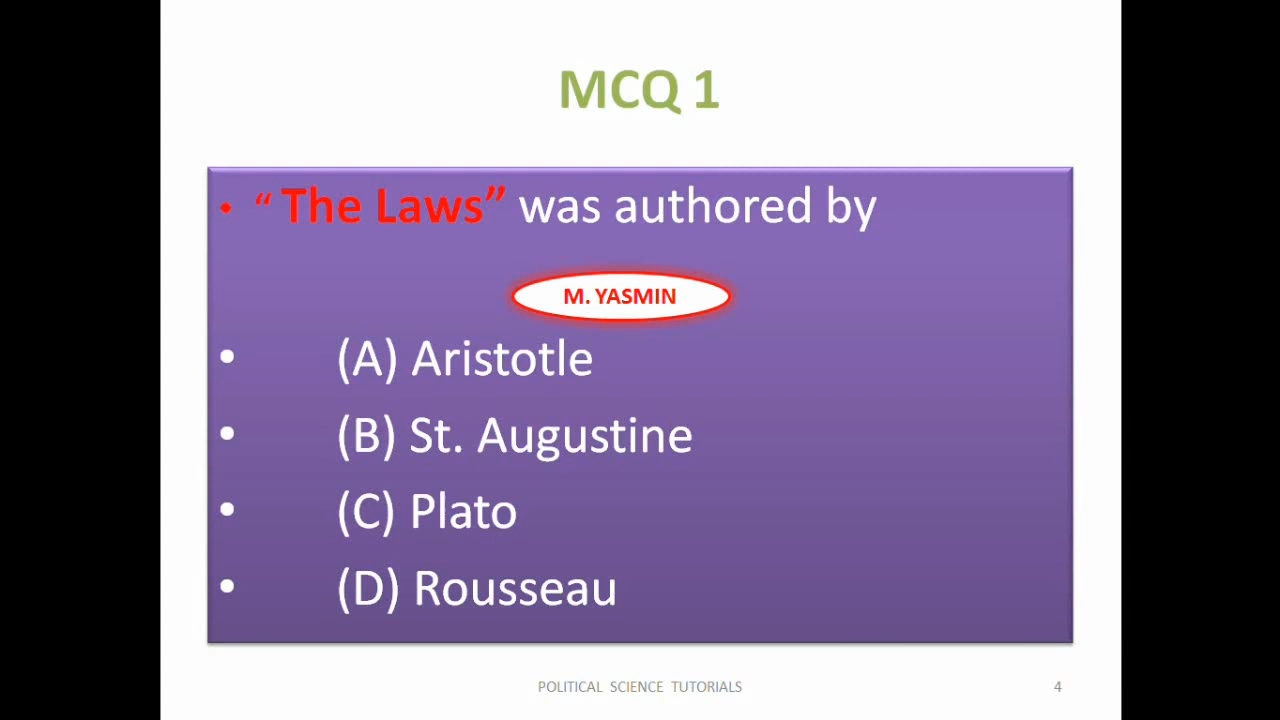 MCQ 1
• “ The Laws” was authored by
M. YASMIN
• (A) Aristotle
• (B) St. Augustine
• (C) Plato
• (D) Rousseau
POLITICAL SCIENCE TUTORIALS 4